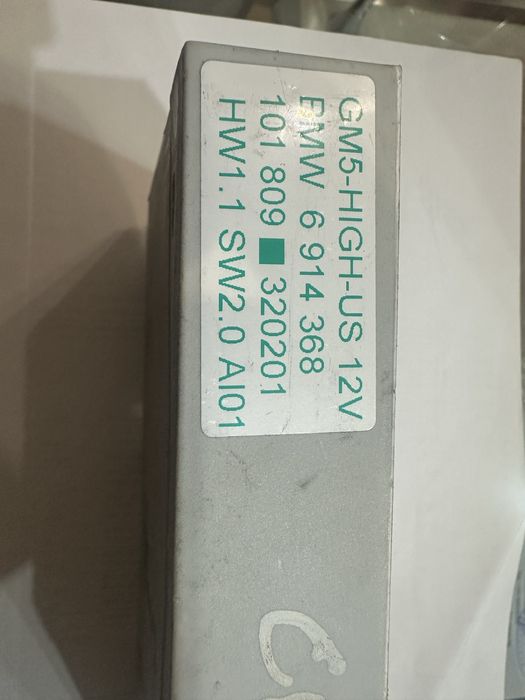 GM5-HIGH-US 12V
BMW 6 914 368
101 809 ■ 320201
HW1.1 SW2.0 AI01